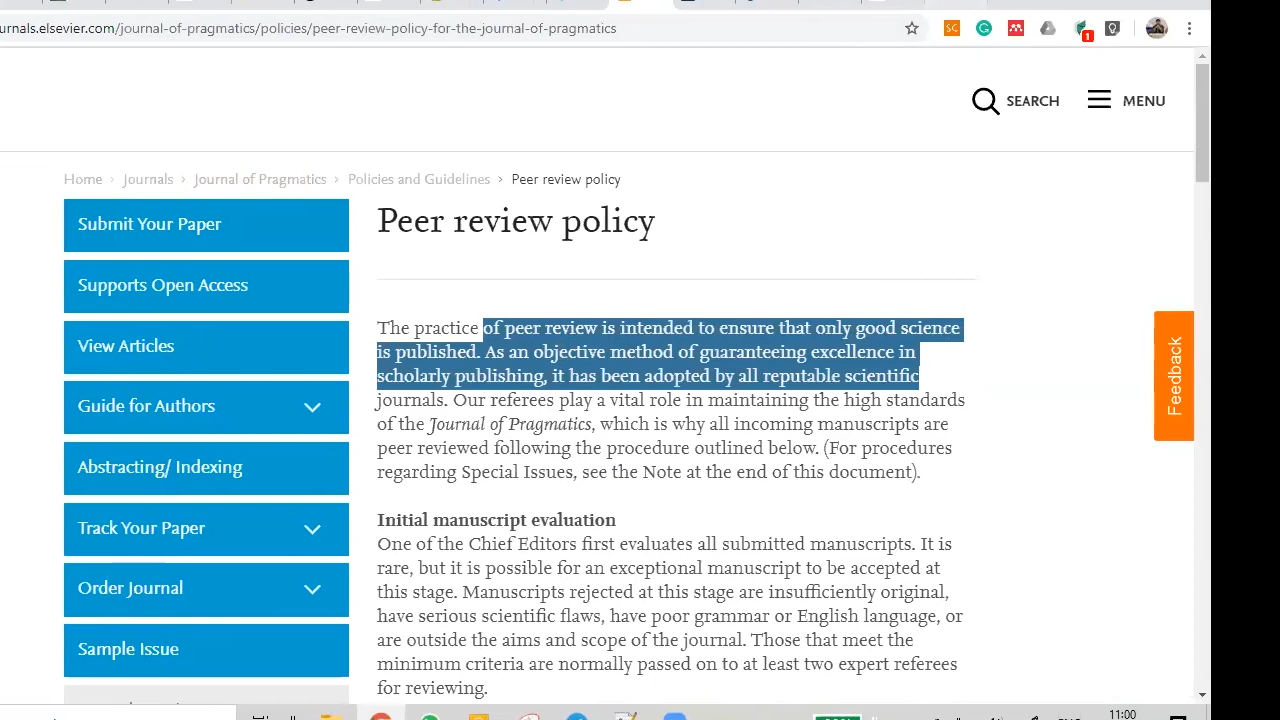 urnals.elsevier.com/journal-of-pragmatics/policies/peer-review-policy-for-the-journal-of-pragmatics
SC
1
SEARCH
MENU
Home › Journals › Journal of Pragmatics › Policies and Guidelines › Peer review policy
Submit Your Paper
Supports Open Access
View Articles
Guide for Authors
Abstracting/ Indexing
Track Your Paper
Order Journal
Sample Issue
Peer review policy
The practice of peer review is intended to ensure that only good science
is published. As an objective method of guaranteeing excellence in
scholarly publishing, it has been adopted by all reputable scientific
journals. Our referees play a vital role in maintaining the high standards
of the Journal of Pragmatics, which is why all incoming manuscripts are
peer reviewed following the procedure outlined below. (For procedures
regarding Special Issues, see the Note at the end of this document).
Initial manuscript evaluation
One of the Chief Editors first evaluates all submitted manuscripts. It is
rare, but it is possible for an exceptional manuscript to be accepted at
this stage. Manuscripts rejected at this stage are insufficiently original,
have serious scientific flaws, have poor grammar or English language, or
are outside the aims and scope of the journal. Those that meet the
minimum criteria are normally passed on to at least two expert referees
for reviewing.
Feedback
11:00